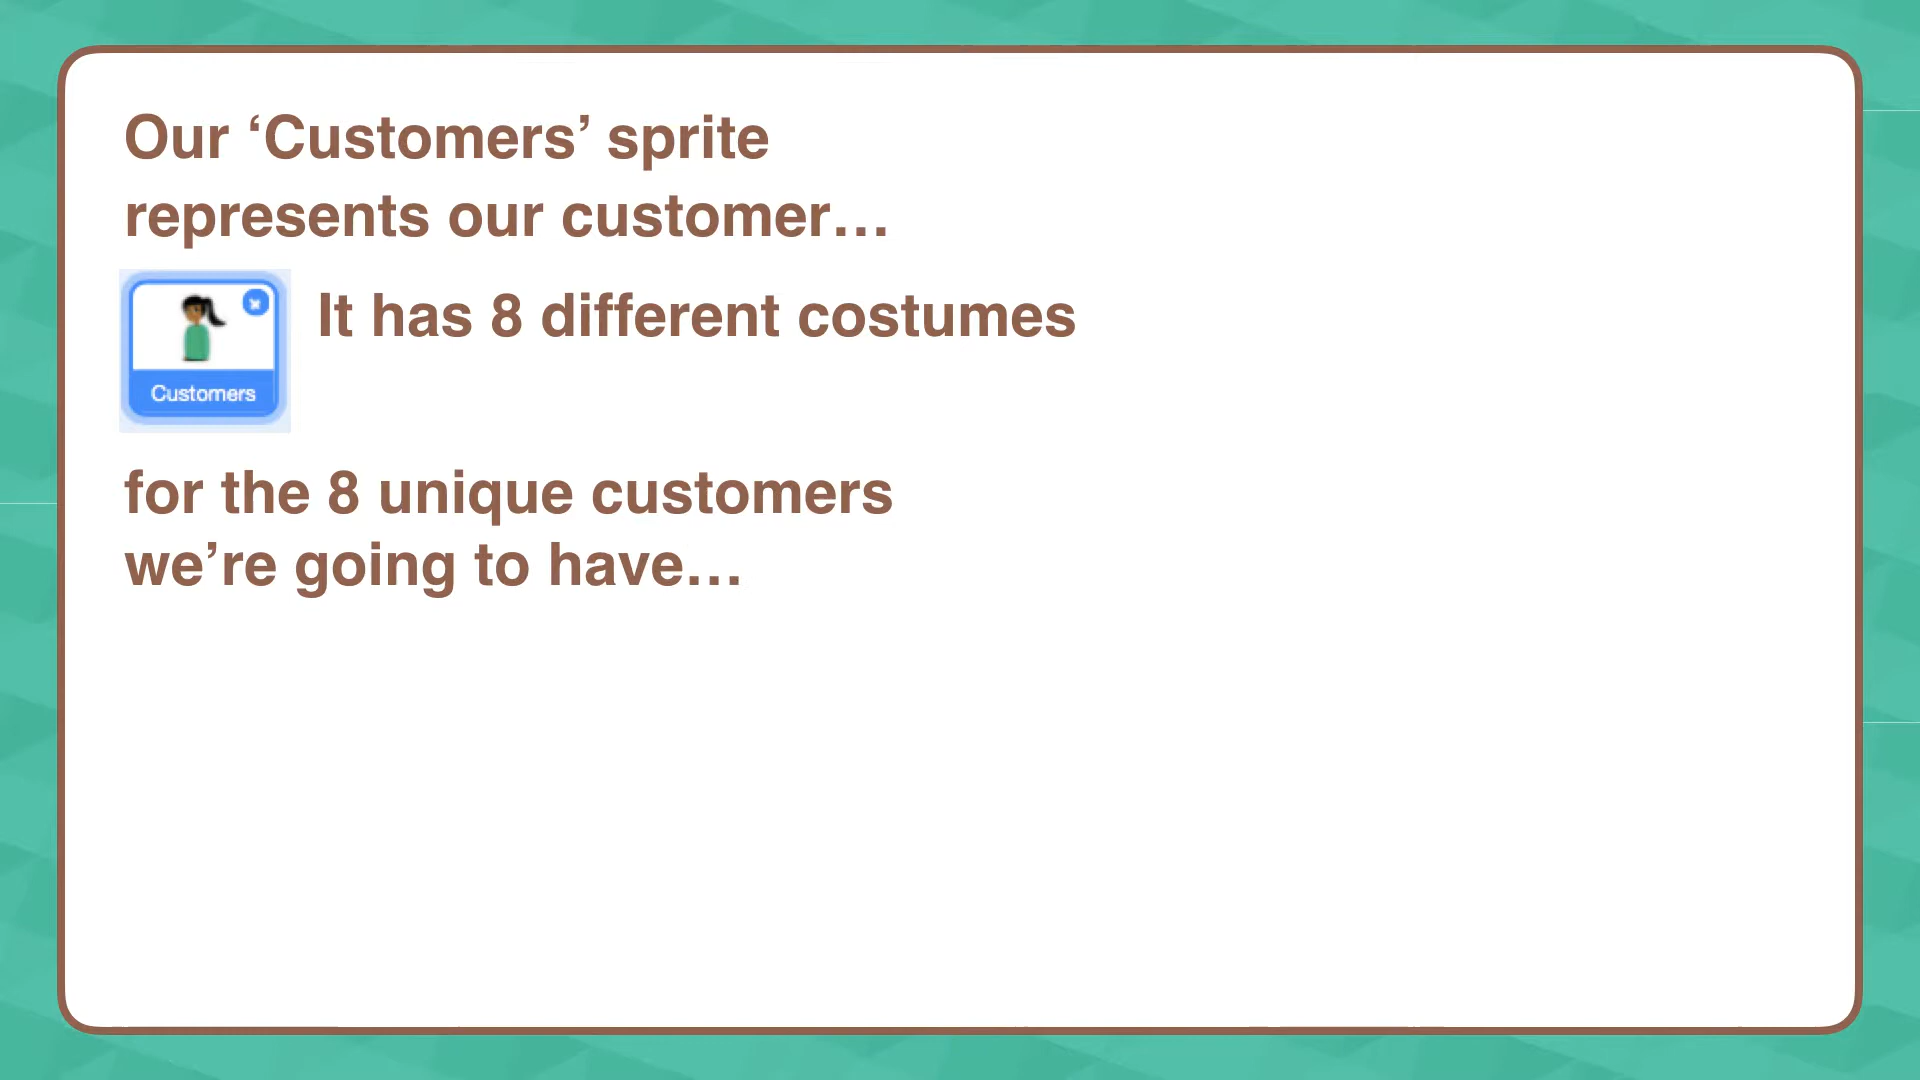 Our ‘Customers’ sprite
represents our customer…
It has 8 different costumes
Customers
for the 8 unique customers
we’re going to have…